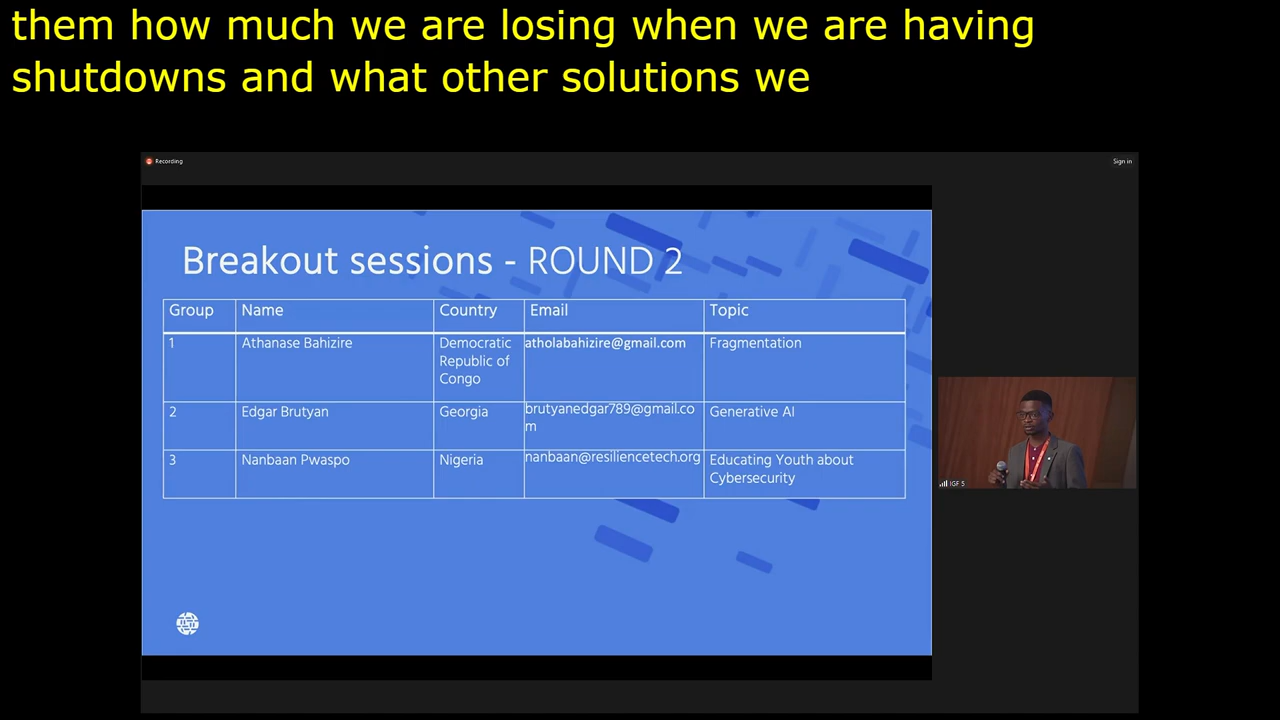 them how much we are losing when we are having
shutdowns and what other solutions we
Recording
Sign in
Breakout sessions - ROUND 2
Group Name Country Email Topic
1 Athanase Bahizire Democratic Republic of Congo atholabahizire@gmail.com Fragmentation
2 Edgar Brutyan Georgia brutyanedgar789@gmail.com Generative AI
3 Nanbaan Pwaspo Nigeria nanbaan@resiliencetech.org Educating Youth about Cybersecurity
IGF 5